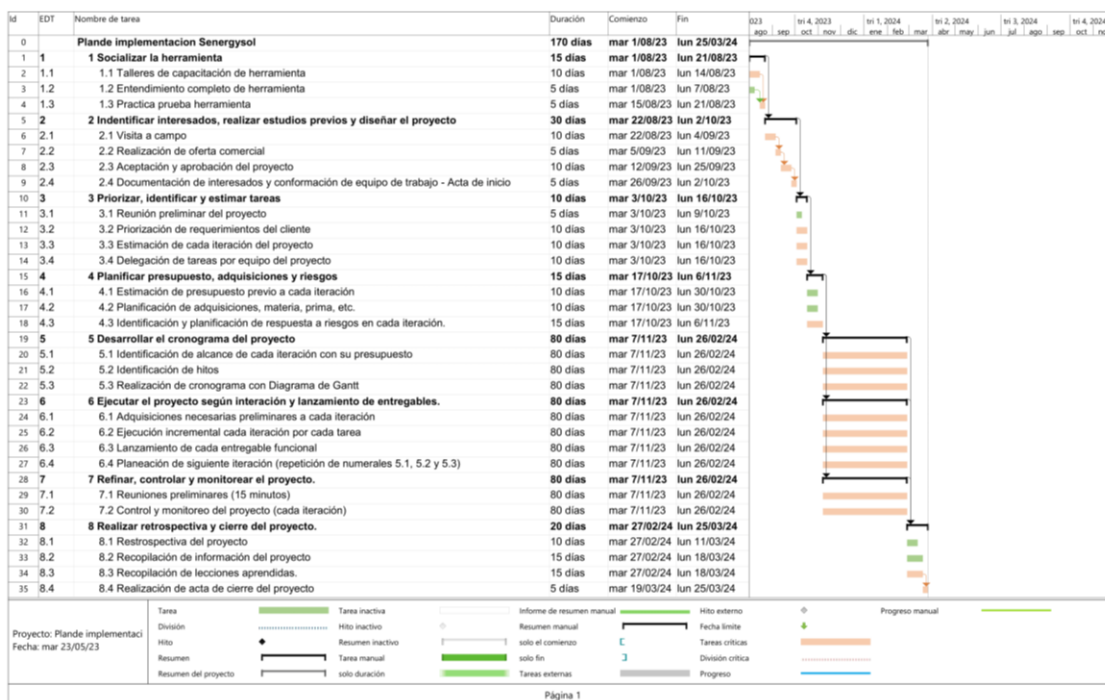 Id EDT Nombre de tarea Duración Comienzo Fin 023 tri 4, 2023 tri 1, 2024 tri 2, 2024 tri 3, 2024 tri 4, 202
ago sep oct nov dic ene feb mar abr may jun jul ago sep oct no
0 Plande implementacion Senergysol 170 días mar 1/08/23 lun 25/03/24
1 1 1 Socializar la herramienta 15 días mar 1/08/23 lun 21/08/23
2 1.1 1.1 Talleres de capacitación de herramienta 10 días mar 1/08/23 lun 14/08/23
3 1.2 1.2 Entendimiento completo de herramienta 5 días mar 1/08/23 lun 7/08/23
4 1.3 1.3 Practica prueba herramienta 5 días mar 15/08/23 lun 21/08/23
5 2 2 Indentificar interesados, realizar estudios previos y diseñar el proyecto 30 días mar 22/08/23 lun 2/10/23
6 2.1 2.1 Visita a campo 10 días mar 22/08/23 lun 4/09/23
7 2.2 2.2 Realización de oferta comercial 5 días mar 5/09/23 lun 11/09/23
8 2.3 2.3 Aceptación y aprobación del proyecto 10 días mar 12/09/23 lun 25/09/23
9 2.4 2.4 Documentación de interesados y conformación de equipo de trabajo - Acta de inicio 5 días mar 26/09/23 lun 2/10/23
10 3 3 Priorizar, identificar y estimar tareas 10 días mar 3/10/23 lun 16/10/23
11 3.1 3.1 Reunión preliminar del proyecto 5 días mar 3/10/23 lun 9/10/23
12 3.2 3.2 Priorización de requerimientos del cliente 10 días mar 3/10/23 lun 16/10/23
13 3.3 3.3 Estimación de cada iteración del proyecto 10 días mar 3/10/23 lun 16/10/23
14 3.4 3.4 Delegación de tareas por equipo del proyecto 10 días mar 3/10/23 lun 16/10/23
15 4 4 Planificar presupuesto, adquisiciones y riesgos 15 días mar 17/10/23 lun 6/11/23
16 4.1 4.1 Estimación de presupuesto previo a cada iteración 10 días mar 17/10/23 lun 30/10/23
17 4.2 4.2 Planificación de adquisiciones, materia, prima, etc. 10 días mar 17/10/23 lun 30/10/23
18 4.3 4.3 Identificación y planificación de respuesta a riesgos en cada iteración. 15 días mar 17/10/23 lun 6/11/23
19 5 5 Desarrollar el cronograma del proyecto 80 días mar 7/11/23 lun 26/02/24
20 5.1 5.1 Identificación de alcance de cada iteración con su presupuesto 80 días mar 7/11/23 lun 26/02/24
21 5.2 5.2 Identificación de hitos 80 días mar 7/11/23 lun 26/02/24
22 5.3 5.3 Realización de cronograma con Diagrama de Gantt 80 días mar 7/11/23 lun 26/02/24
23 6 6 Ejecutar el proyecto según interación y lanzamiento de entregables. 80 días mar 7/11/23 lun 26/02/24
24 6.1 6.1 Adquisiciones necesarias preliminares a cada iteración 80 días mar 7/11/23 lun 26/02/24
25 6.2 6.2 Ejecución incremental cada iteración por cada tarea 80 días mar 7/11/23 lun 26/02/24
26 6.3 6.3 Lanzamiento de cada entregable funcional 80 días mar 7/11/23 lun 26/02/24
27 6.4 6.4 Planeación de siguiente iteración (repetición de numerales 5.1, 5.2 y 5.3) 80 días mar 7/11/23 lun 26/02/24
28 7 7 Refinar, controlar y monitorear el proyecto. 80 días mar 7/11/23 lun 26/02/24
29 7.1 7.1 Reuniones preliminares (15 minutos) 80 días mar 7/11/23 lun 26/02/24
30 7.2 7.2 Control y monitoreo del proyecto (cada iteración) 80 días mar 7/11/23 lun 26/02/24
31 8 8 Realizar retrospectiva y cierre del proyecto. 20 días mar 27/02/24 lun 25/03/24
32 8.1 8.1 Restrospectiva del proyecto 10 días mar 27/02/24 lun 11/03/24
33 8.2 8.2 Recopilación de información del proyecto 15 días mar 27/02/24 lun 18/03/24
34 8.3 8.3 Recopilación de lecciones aprendidas. 15 días mar 27/02/24 lun 18/03/24
35 8.4 8.4 Realización de acta de cierre del proyecto 5 días mar 19/03/24 lun 25/03/24
Proyecto: Plande implementaci
Fecha: mar 23/05/23
Tarea Tarea inactiva Informe de resumen manual Hito externo Progreso manual
División Hito inactivo Resumen manual Fecha límite
Hito Resumen inactivo solo el comienzo Tareas críticas
Resumen Tarea manual solo fin División crítica
Resumen del proyecto solo duración Tareas externas Progreso
Página 1